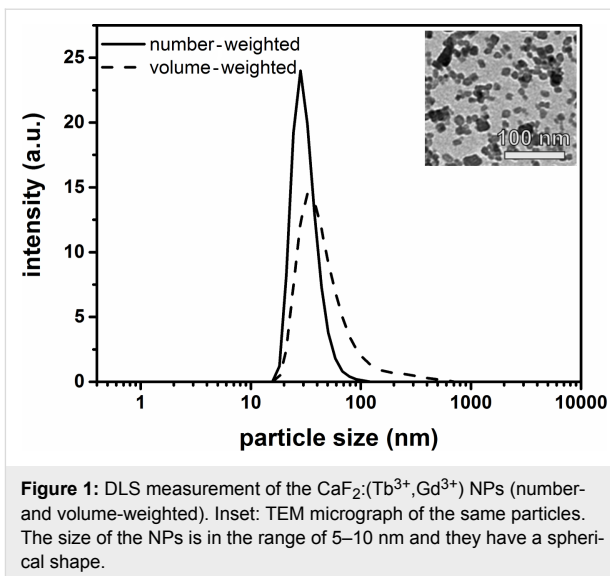 25
20
15
10
5
0
intensity (a.u.)
number-weighted
volume-weighted
100 nm
1 10 100 1000 10000
particle size (nm)
Figure 1: DLS measurement of the CaF₂:(Tb³⁺,Gd³⁺) NPs (number-
and volume-weighted). Inset: TEM micrograph of the same particles.
The size of the NPs is in the range of 5–10 nm and they have a spheri-
cal shape.